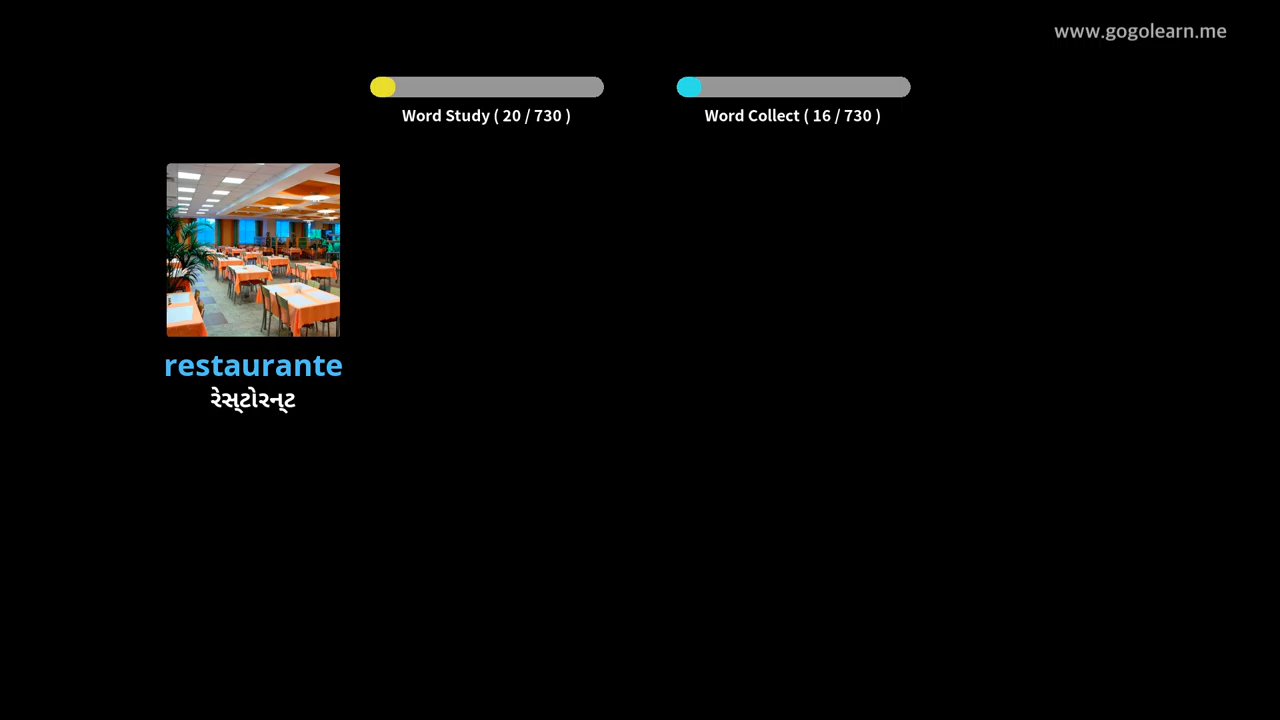 www.gogolearn.me
Word Study ( 20 / 730 )
Word Collect ( 16 / 730 )
restaurante
રેસ્ટોરન્ટ